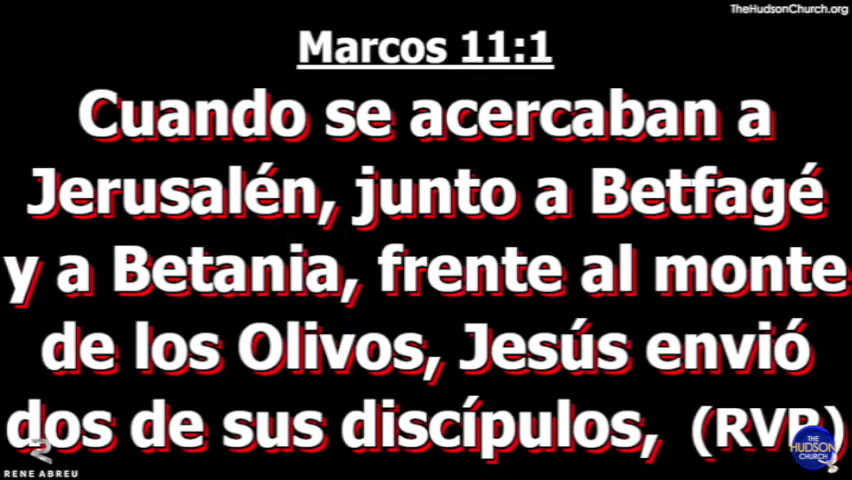 TheHudsonChurch.org
Marcos 11:1
Cuando se acercaban a
Jerusalén, junto a Betfagé
y a Betania, frente al monte
de los Olivos, Jesús envió
dos de sus discípulos, (RVR)
RENE ABREU
THE
HUDSON
CHURCH